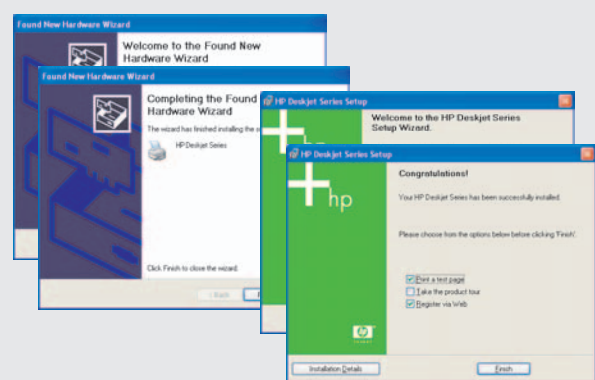 Found New Hardware Wizard
Welcome to the Found New
Hardware Wizard
Found New Hardware Wizard
Completing the Found
Hardware Wizard
The wizard has finished installing the
HP Deskjet Series
Click Finish to close the wizard.
< Back
HP Deskjet Series Setup
Welcome to the HP Deskjet Series
Setup Wizard.
HP Deskjet Series Setup
hp
Congratulations!
Your HP Deskjet Series has been successfully installed.
Please choose from the options below before clicking 'Finish'.
Print a test page
Take the product tour
Register via Web
hp
Installation Details
Finish